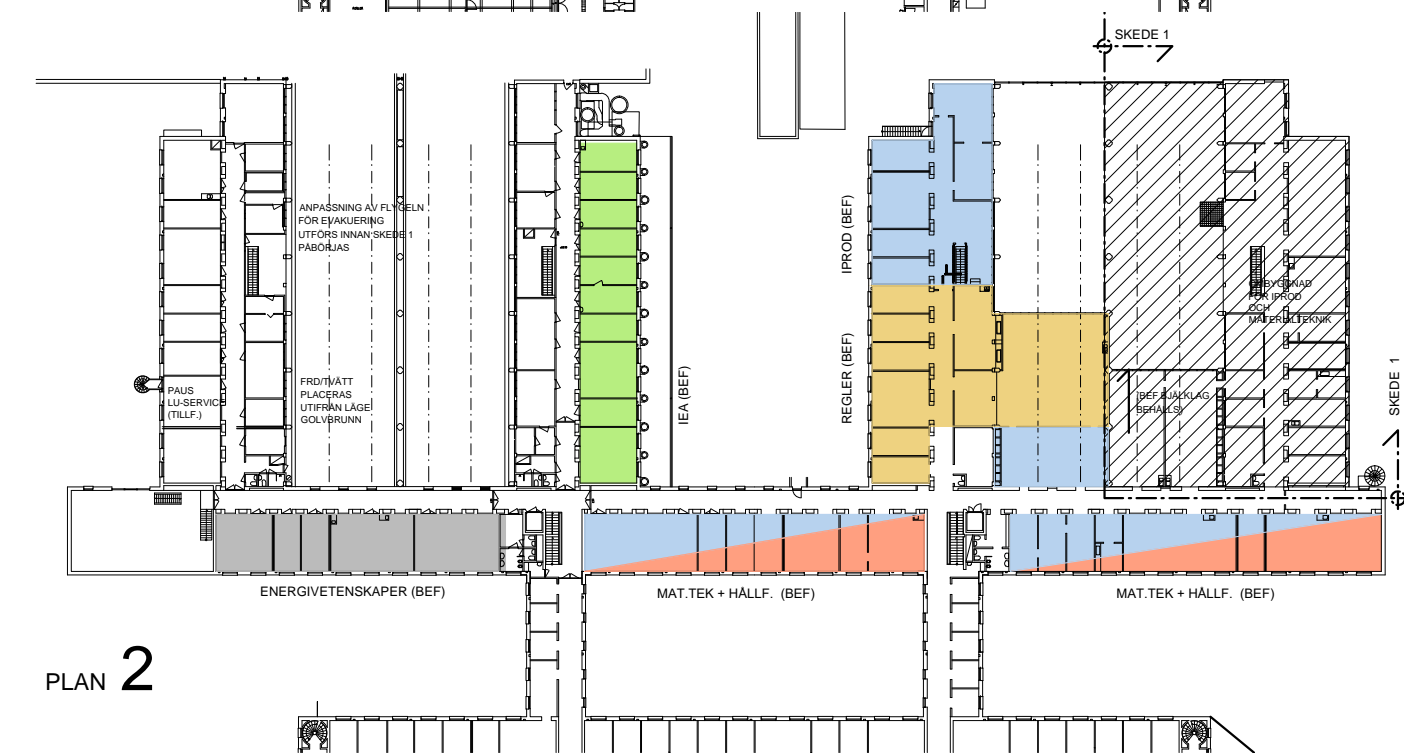 SKEDE 1
ANPASSNING AV FLYGELN
FÖR EVAKUERING
UTFÖRS INNAN SKEDE 1
PÅBÖRJAS
IPROD (BEF)
OMBYGGNAD
FÖR IPROD
OCH
MATERIALTEKNIK
PAUS
LU-SERVICE
(TILLF.)
FRD/TVÄTT
PLACERAS
UTIFRÅN LÄGE
GOLVBRUNN
IEA (BEF)
REGLER (BEF)
(BEF BJÄLKLAG
BEHÅLLS)
SKEDE 1
ENERGIVETENSKAPER (BEF)
MAT.TEK + HÅLLF. (BEF)
MAT.TEK + HÅLLF. (BEF)
PLAN 2